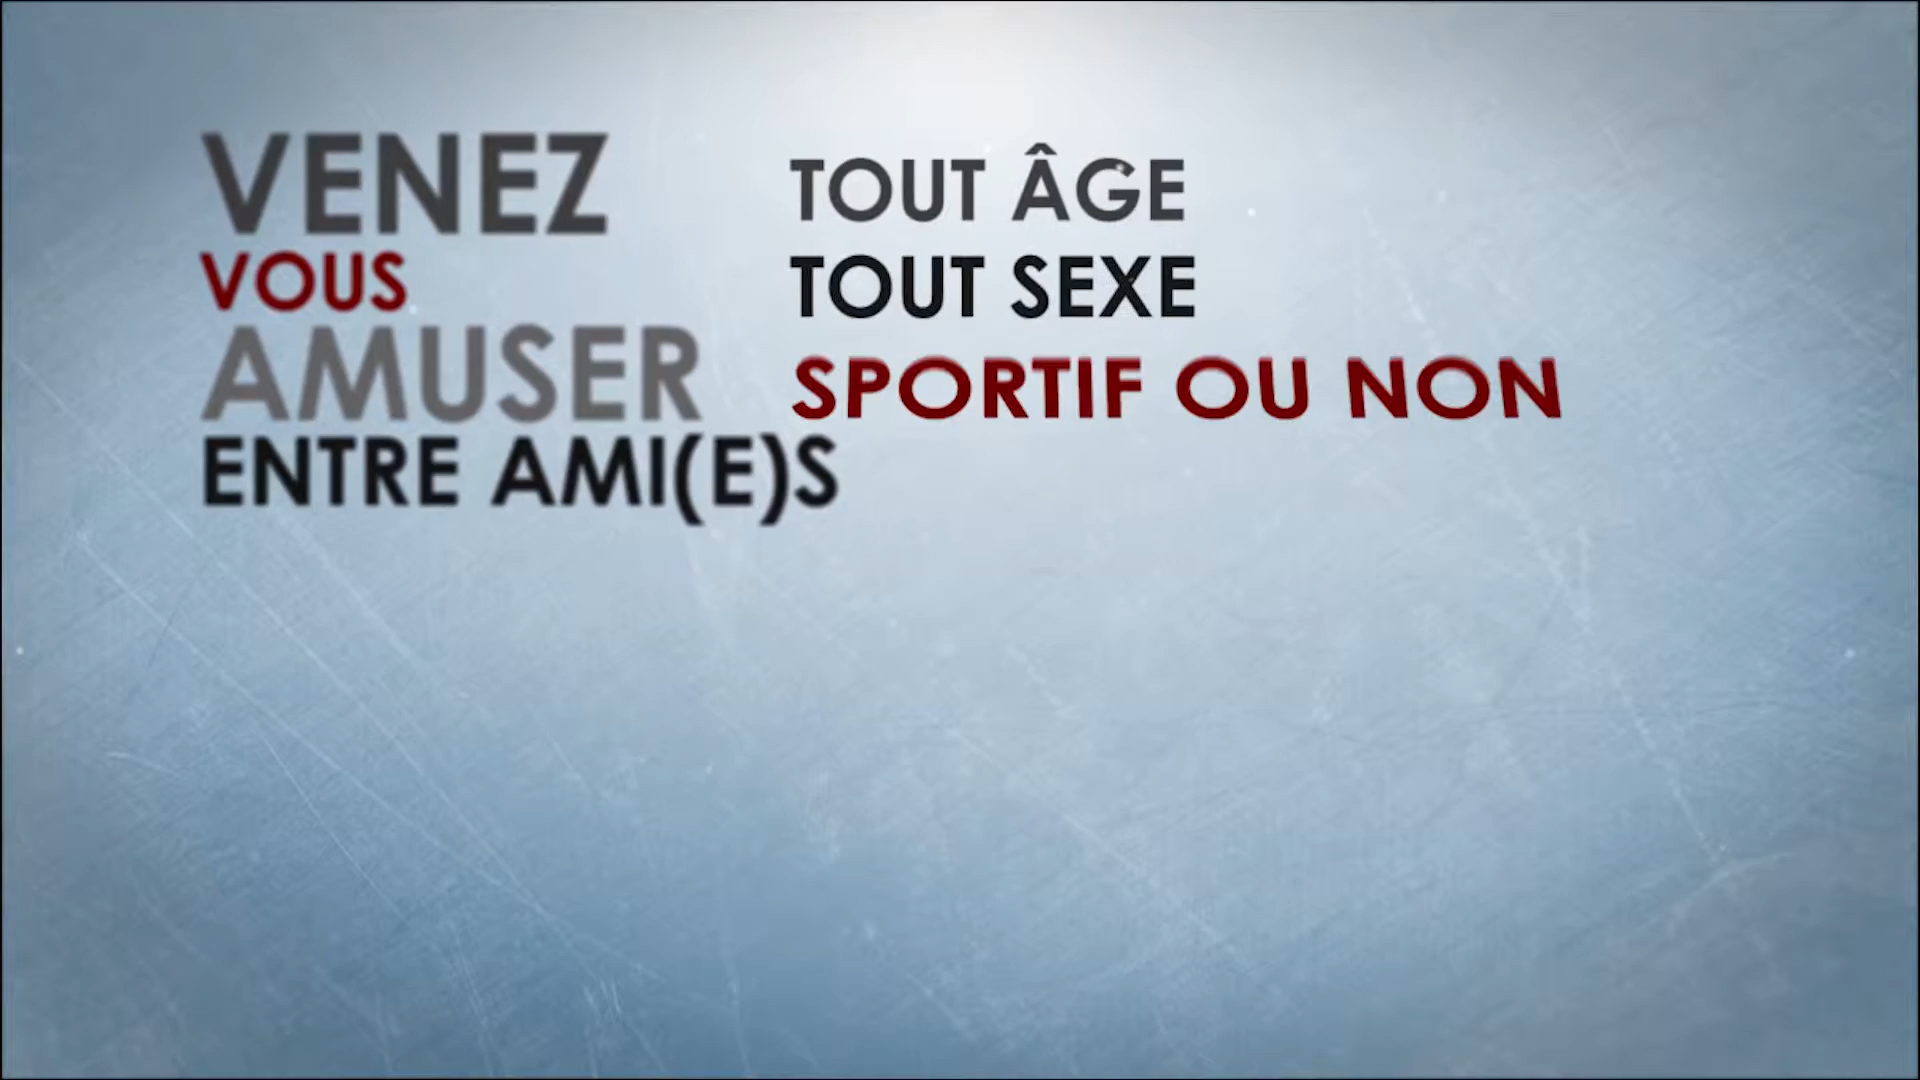 VENEZ
VOUS
AMUSER
ENTRE AMI(E)S
TOUT ÂGE
TOUT SEXE
SPORTIF OU NON